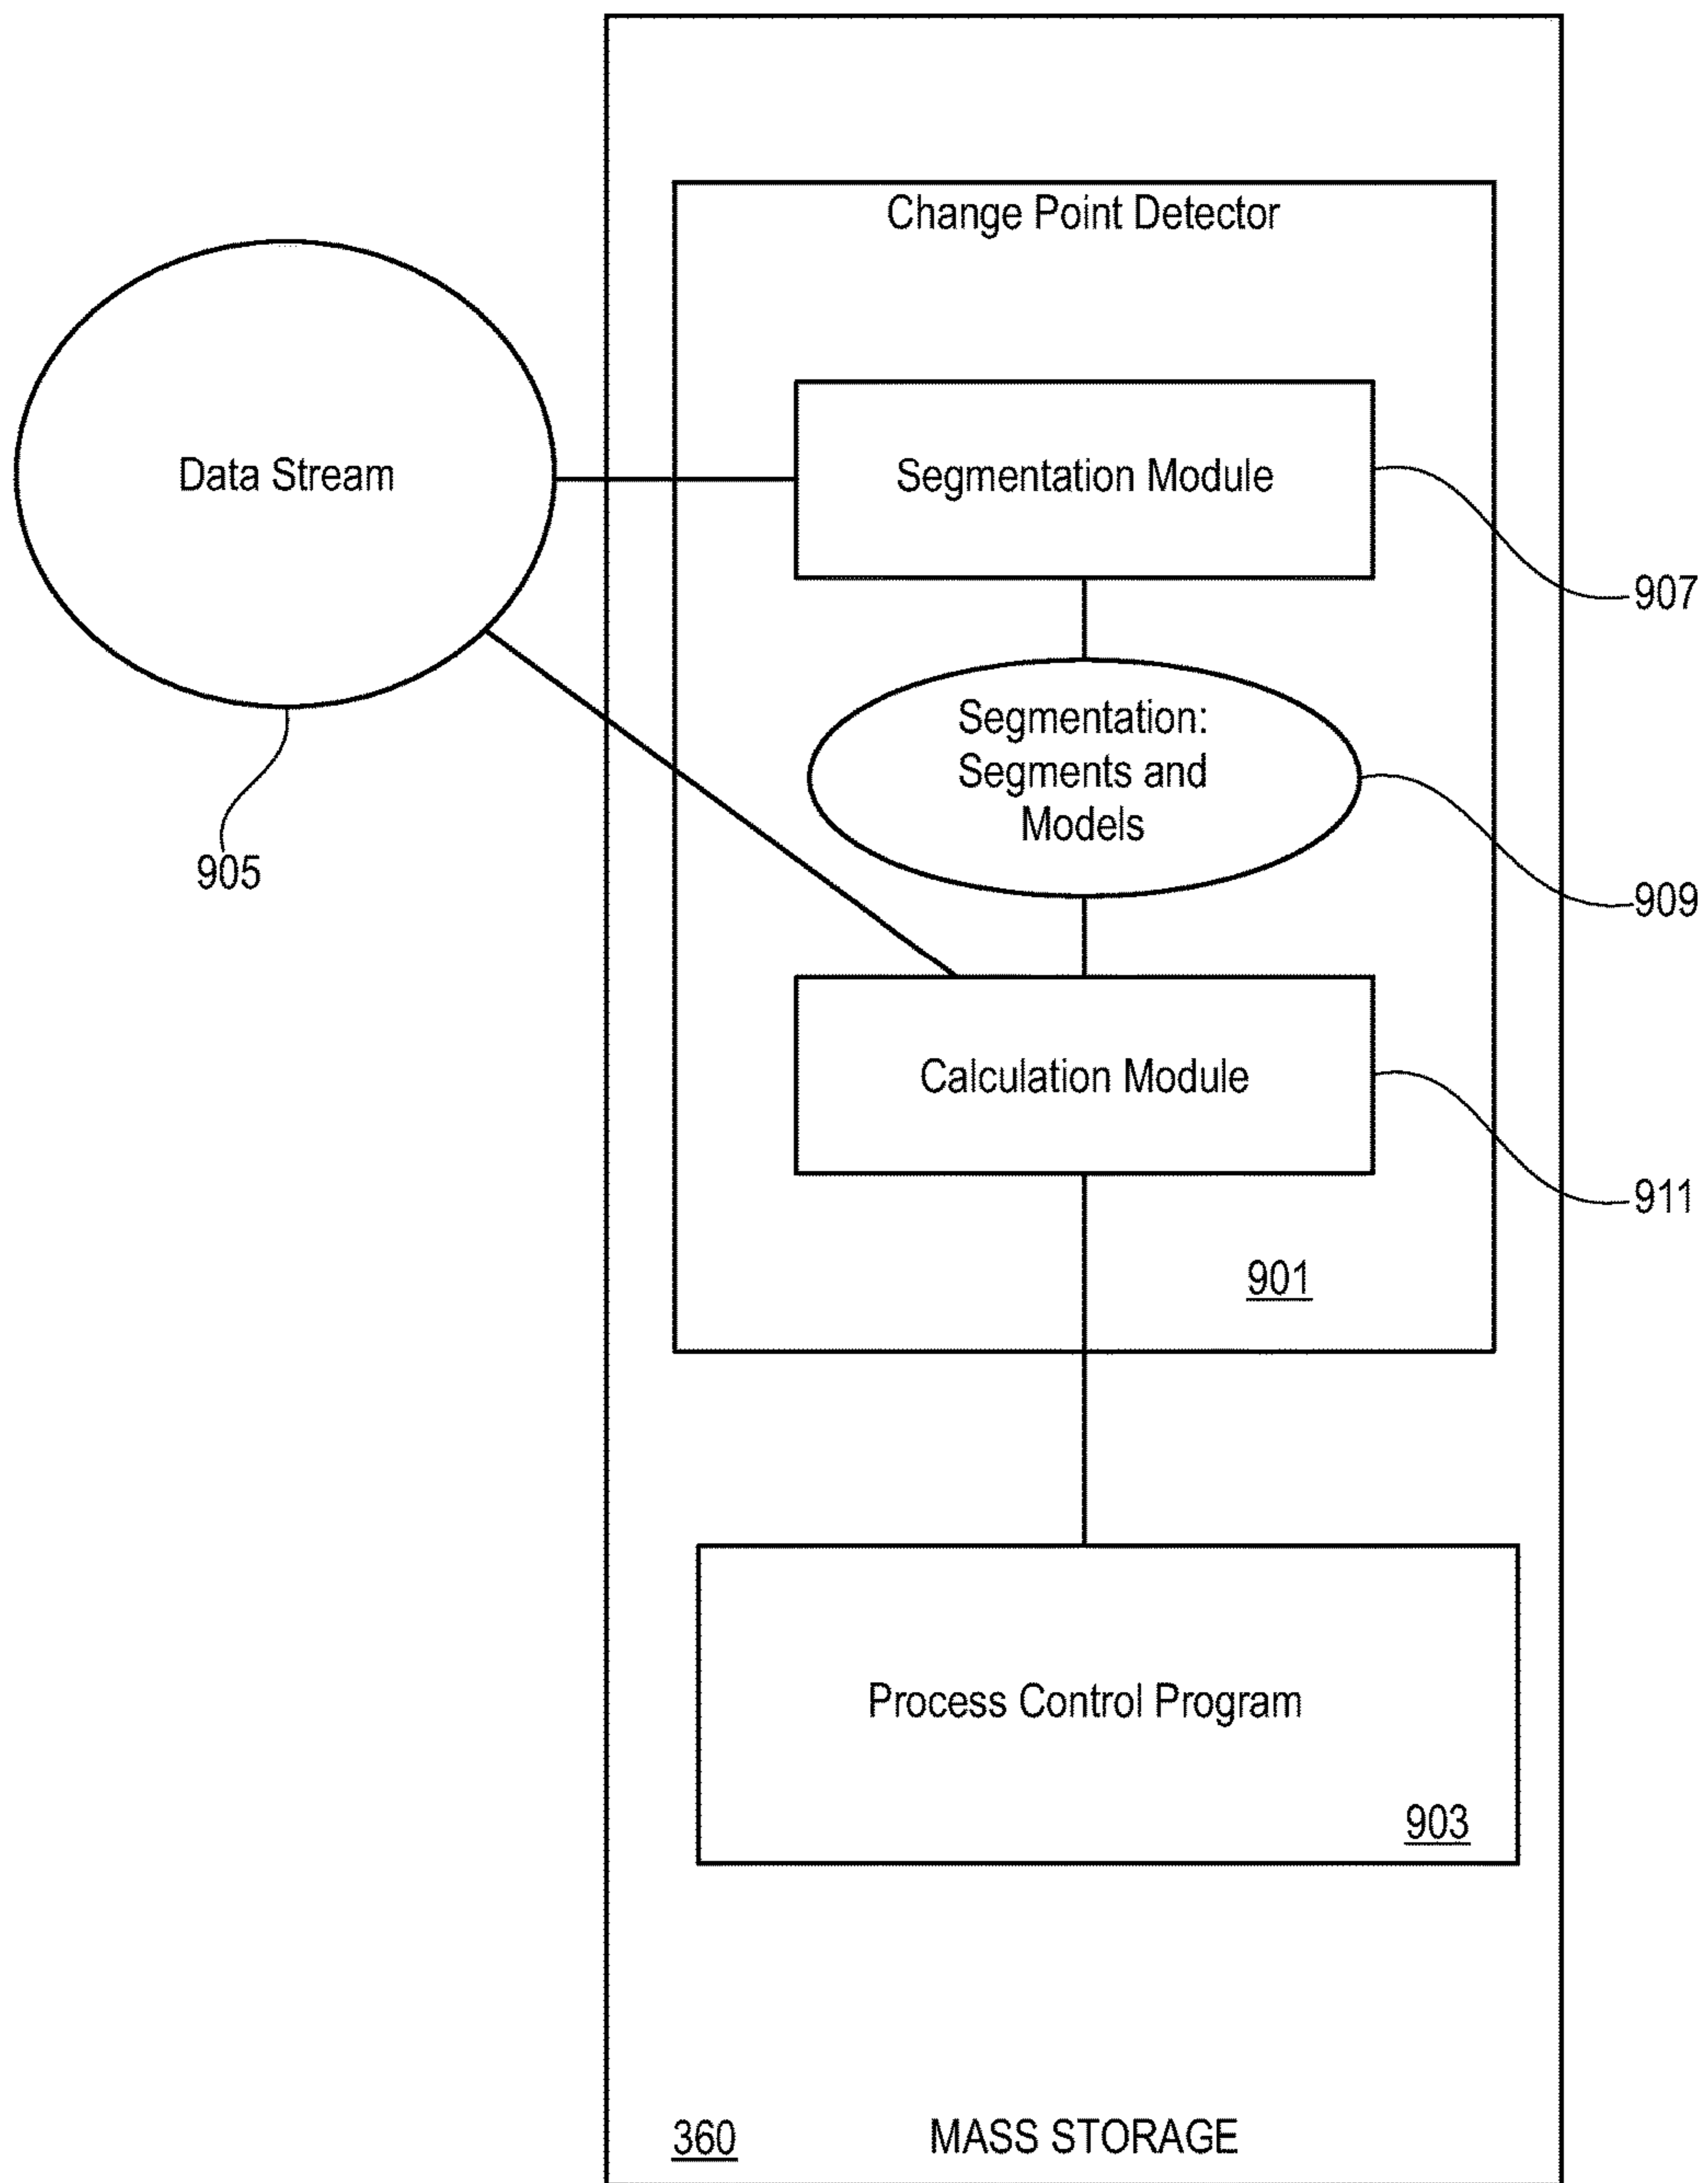 Change Point Detector
Data Stream
Segmentation Module
907
Segmentation:
Segments and
Models
905
909
Calculation Module
911
901
Process Control Program
903
360
MASS STORAGE